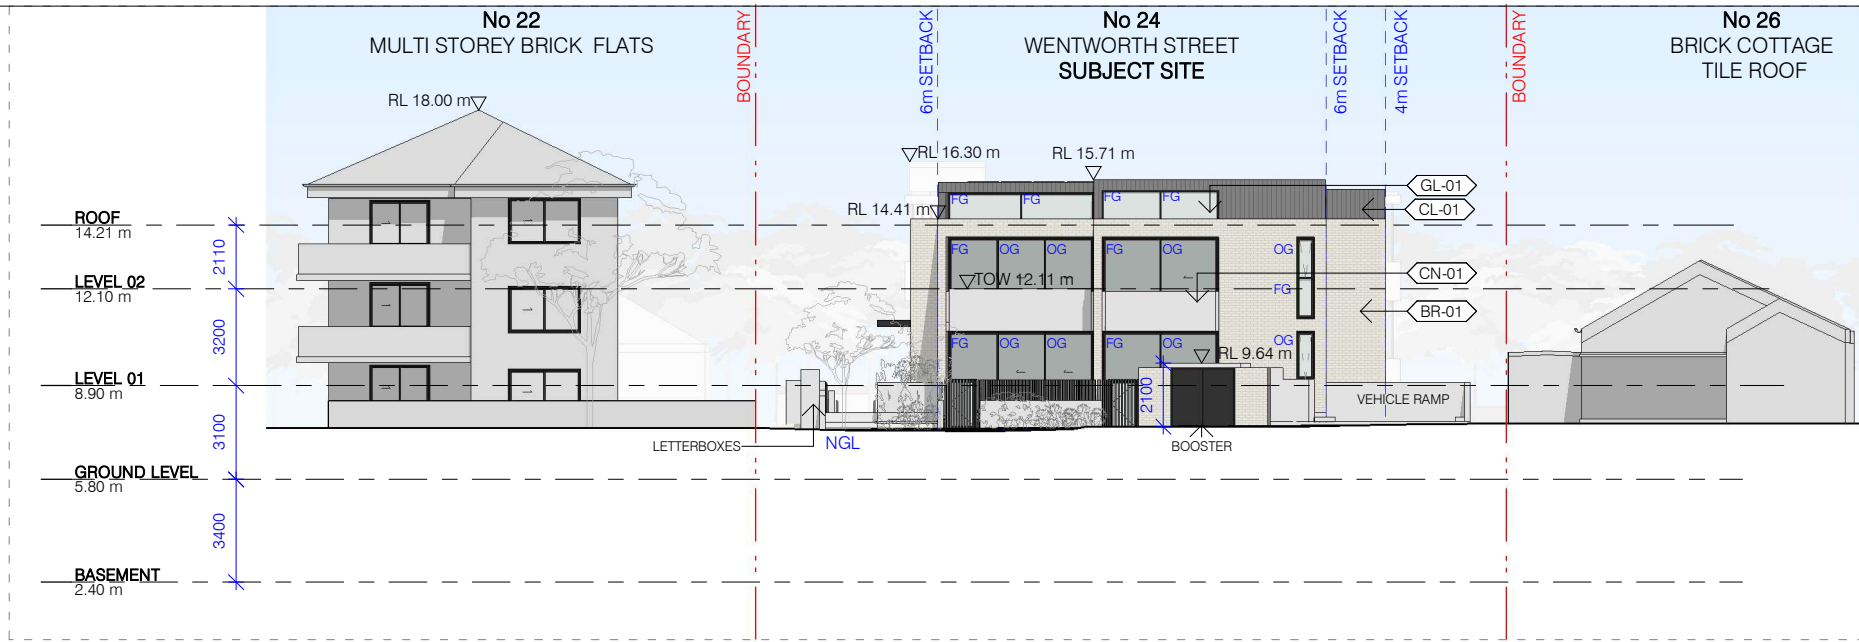 No 22
MULTI STOREY BRICK FLATS
BOUNDARY
6m SETBACK
No 24
WENTWORTH STREET
SUBJECT SITE
6m SETBACK
4m SETBACK
BOUNDARY
No 26
BRICK COTTAGE
TILE ROOF
RL 18.00 m
RL 16.30 m
RL 15.71 m
RL 14.41 m
FG
FG
FG
FG
GL-01
CL-01
ROOF
14.21 m
2110
FG
OG
OG
FG
OG
OG
TOW 12.11 m
CN-01
LEVEL 02
12.10 m
FG
BR-01
3200
FG
OG
OG
FG
OG
OG
RL 9.64 m
LEVEL 01
8.90 m
2100
VEHICLE RAMP
3100
LETTERBOXES
NGL
BOOSTER
GROUND LEVEL
5.80 m
3400
BASEMENT
2.40 m